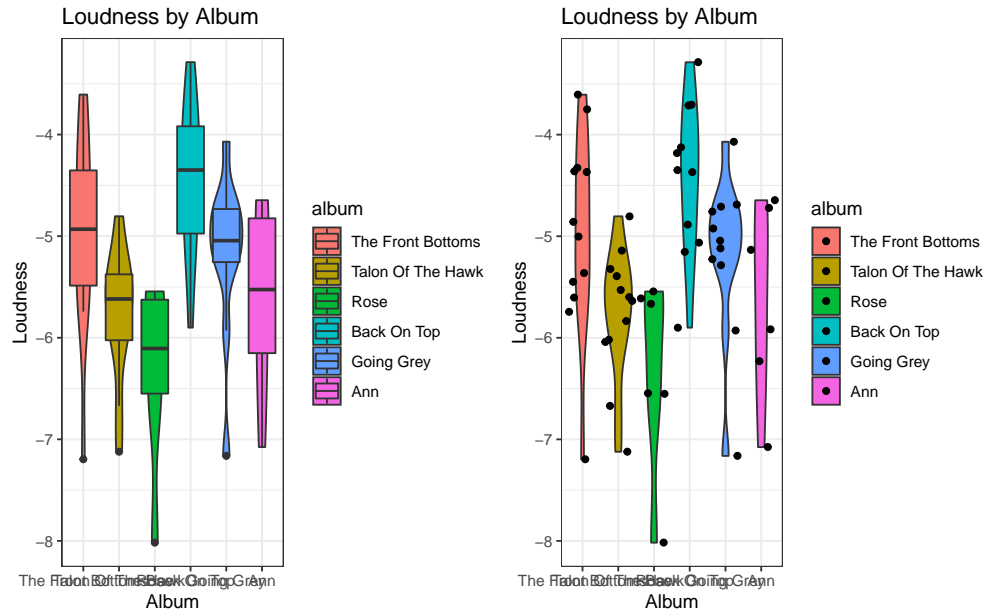 Loudness by Album
Loudness
−4
−5
−6
−7
−8
Album
album
The Front Bottoms
Talon Of The Hawk
Rose
Back On Top
Going Grey
Ann
Loudness by Album
Loudness
−4
−5
−6
−7
−8
Album
album
The Front Bottoms
Talon Of The Hawk
Rose
Back On Top
Going Grey
Ann